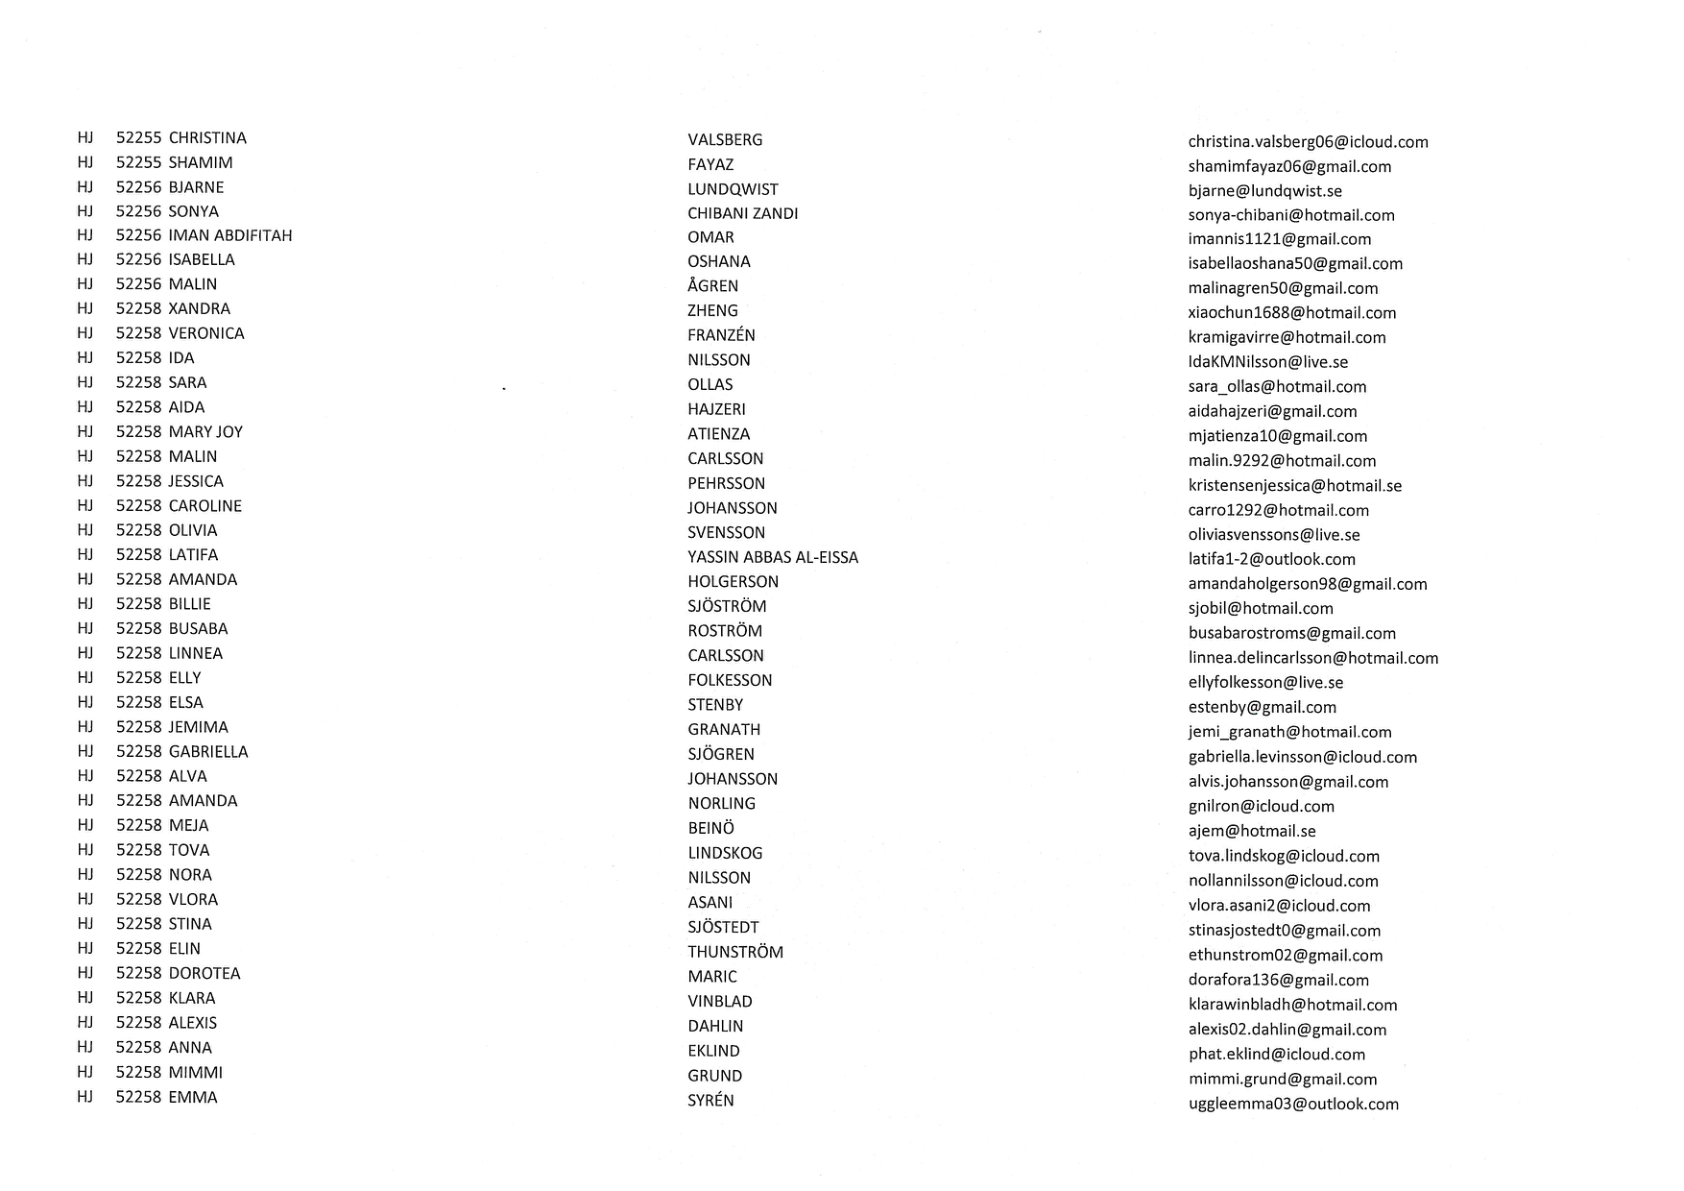 HJ 52255 CHRISTINA VALSBERG christina.valsberg06@icloud.com
HJ 52255 SHAMIM FAYAZ shamimfayaz06@gmail.com
HJ 52256 BJARNE LUNDQWIST bjarne@lundqwist.se
HJ 52256 SONYA CHIBANI ZANDI sonya-chibani@hotmail.com
HJ 52256 IMAN ABDIFITAH OMAR imannis1121@gmail.com
HJ 52256 ISABELLA OSHANA isabellaoshana50@gmail.com
HJ 52256 MALIN ÅGREN malinagren50@gmail.com
HJ 52258 XANDRA ZHENG xiaochun1688@hotmail.com
HJ 52258 VERONICA FRANZÉN kramigavirre@hotmail.com
HJ 52258 IDA NILSSON IdaKMNilsson@live.se
HJ 52258 SARA OLLAS sara_ollas@hotmail.com
HJ 52258 AIDA HAJZERI aidahajzeri@gmail.com
HJ 52258 MARY JOY ATIENZA mjatienza10@gmail.com
HJ 52258 MALIN CARLSSON malin.9292@hotmail.com
HJ 52258 JESSICA PEHRSSON kristensenjessica@hotmail.se
HJ 52258 CAROLINE JOHANSSON carro1292@hotmail.com
HJ 52258 OLIVIA SVENSSON oliviasvenssons@live.se
HJ 52258 LATIFA YASSIN ABBAS AL-EISSA latifa1-2@outlook.com
HJ 52258 AMANDA HOLGERSON amandaholgerson98@gmail.com
HJ 52258 BILLIE SJÖSTRÖM sjobil@hotmail.com
HJ 52258 BUSABA ROSTRÖM busabarostroms@gmail.com
HJ 52258 LINNEA CARLSSON linnea.delincarlsson@hotmail.com
HJ 52258 ELLY FOLKESSON ellyfolkesson@live.se
HJ 52258 ELSA STENBY estenby@gmail.com
HJ 52258 JEMIMA GRANATH jemi_granath@hotmail.com
HJ 52258 GABRIELLA SJÖGREN gabriella.levinsson@icloud.com
HJ 52258 ALVA JOHANSSON alvis.johansson@gmail.com
HJ 52258 AMANDA NORLING gnilron@icloud.com
HJ 52258 MEJA BEINÖ ajem@hotmail.se
HJ 52258 TOVA LINDSKOG tova.lindskog@icloud.com
HJ 52258 NORA NILSSON nollannilsson@icloud.com
HJ 52258 VLORA ASANI vlora.asani2@icloud.com
HJ 52258 STINA SJÖSTEDT stinasjostedt0@gmail.com
HJ 52258 ELIN THUNSTRÖM ethunstrom02@gmail.com
HJ 52258 DOROTEA MARIC dorafora136@gmail.com
HJ 52258 KLARA VINBLAD klarawinbladh@hotmail.com
HJ 52258 ALEXIS DAHLIN alexis02.dahlin@gmail.com
HJ 52258 ANNA EKLIND phat.eklind@icloud.com
HJ 52258 MIMMI GRUND mimmi.grund@gmail.com
HJ 52258 EMMA SYRÉN uggleemma03@outlook.com